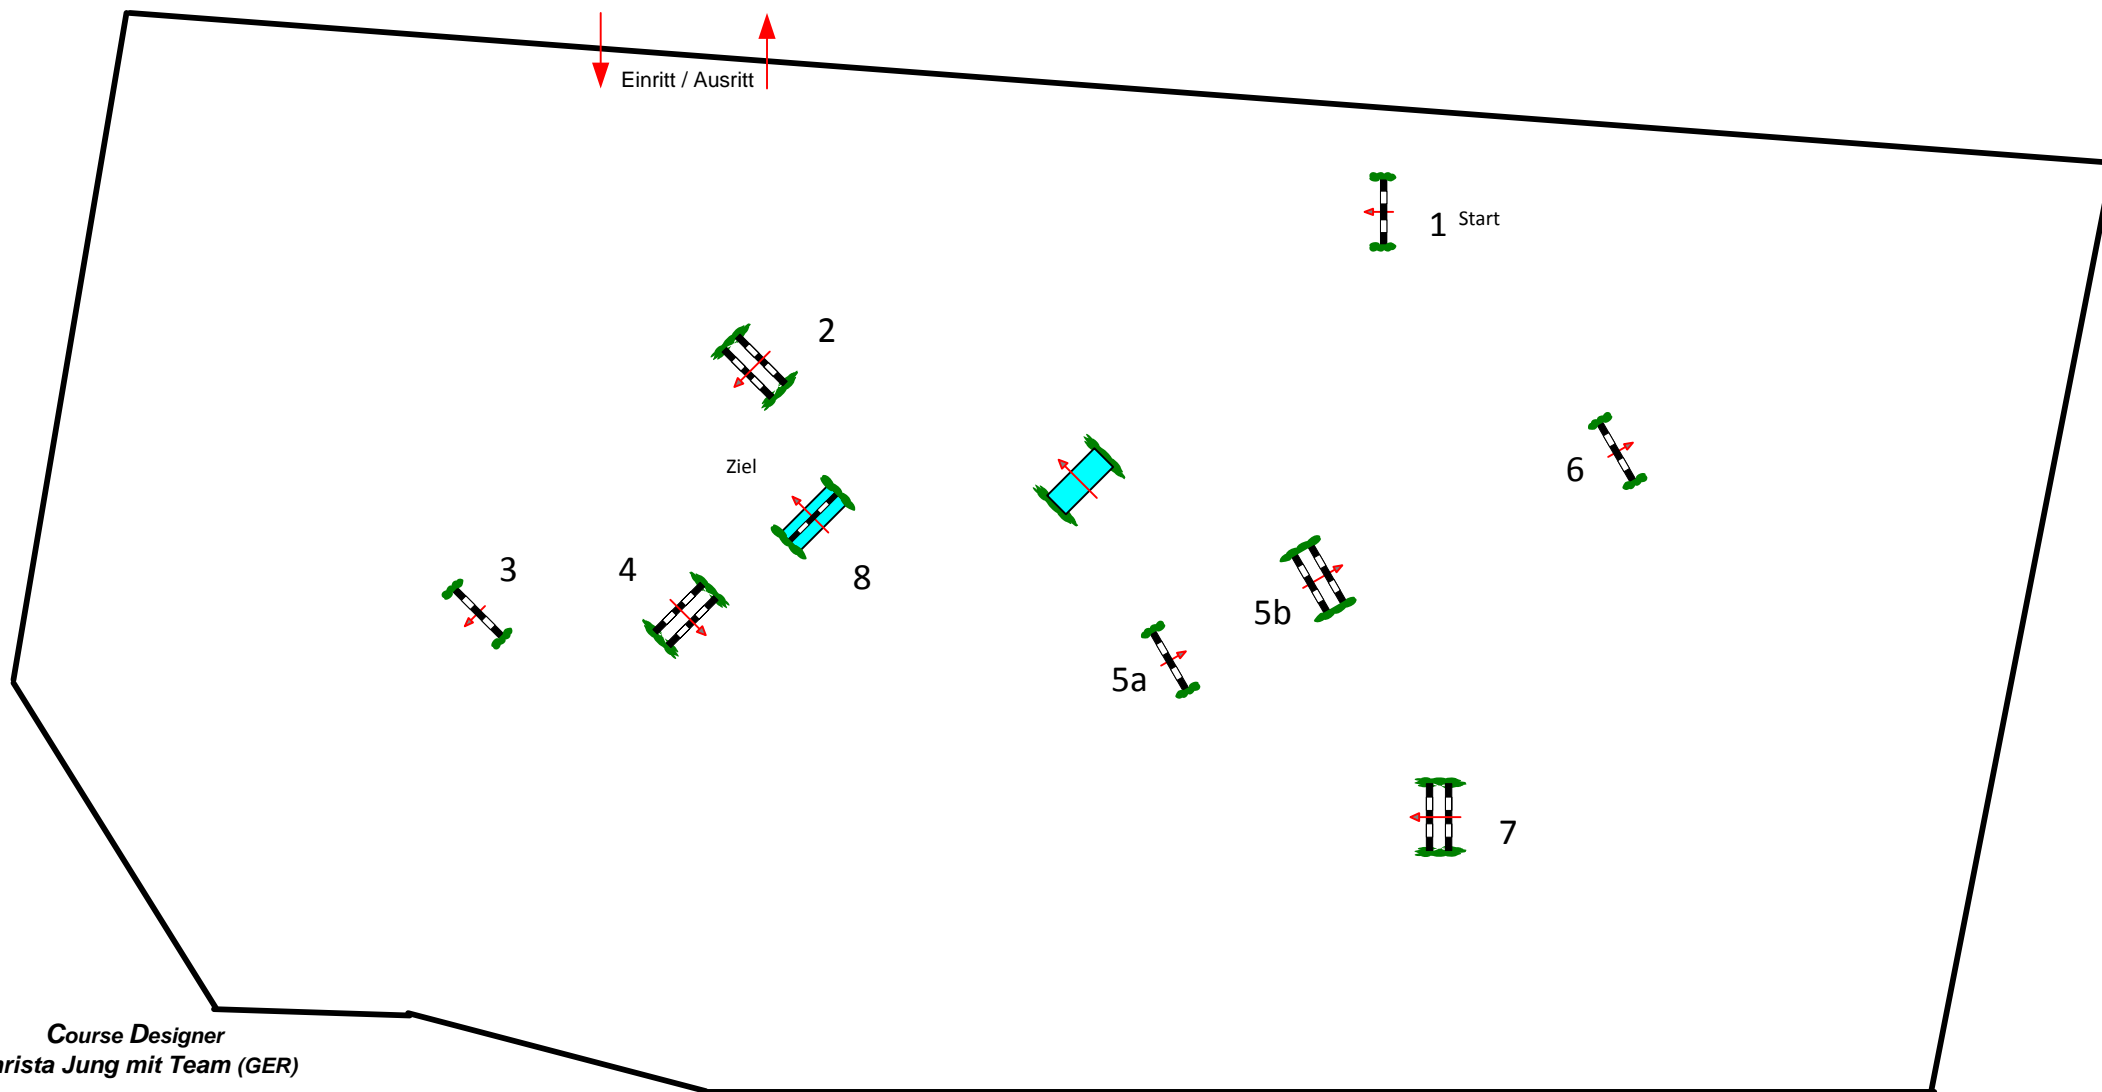 Einritt / Ausritt
1 Start
2
Ziel
6
3
4
8
5b
5a
7
Course Designer
arista Jung mit Team (GER)